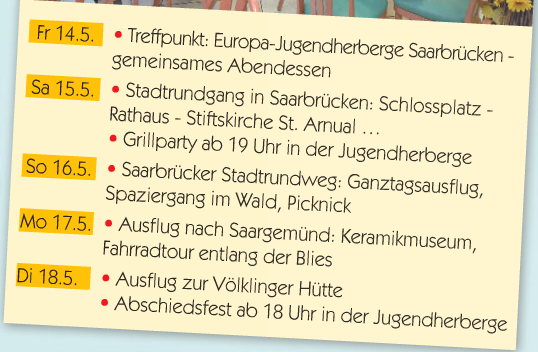 Fr 14.5. • Treffpunkt: Europa-Jugendherberge Saarbrücken -
gemeinsames Abendessen
Sa 15.5. • Stadtrundgang in Saarbrücken: Schlossplatz -
Rathaus - Stiftskirche St. Arnual ...
• Grillparty ab 19 Uhr in der Jugendherberge
So 16.5. • Saarbrücker Stadtrundweg: Ganztagsausflug,
Spaziergang im Wald, Picknick
Mo 17.5. • Ausflug nach Saargemünd: Keramikmuseum,
Fahrradtour entlang der Blies
Di 18.5. • Ausflug zur Völklinger Hütte
• Abschiedsfest ab 18 Uhr in der Jugendherberge